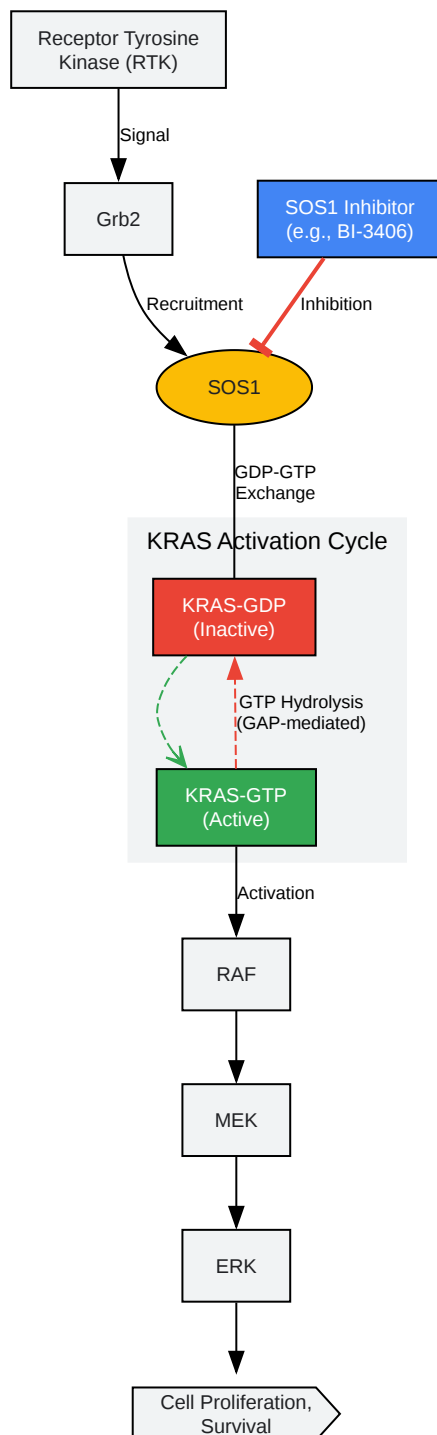 Receptor Tyrosine
Kinase (RTK)
Signal
Grb2
SOS1 Inhibitor
(e.g., BI-3406)
Recruitment
Inhibition
SOS1
GDP-GTP
Exchange
KRAS Activation Cycle
KRAS-GDP
(Inactive)
GTP Hydrolysis
(GAP-mediated)
KRAS-GTP
(Active)
Activation
RAF
MEK
ERK
Cell Proliferation,
Survival